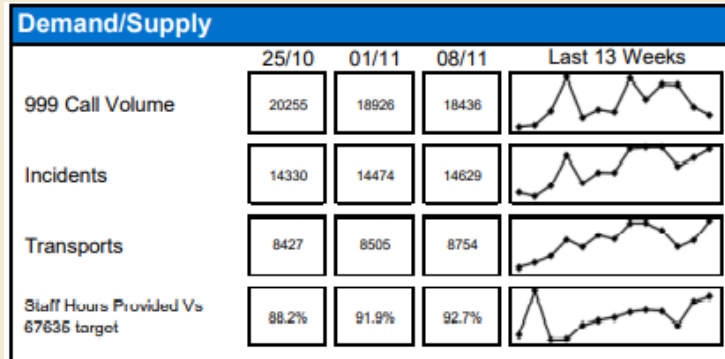 Demand/Supply
25/10 01/11 08/11 Last 13 Weeks
999 Call Volume 20255 18926 18436
Incidents 14330 14474 14629
Transports 8427 8505 8754
Staff Hours Provided Vs
67635 target 88.2% 91.9% 92.7%